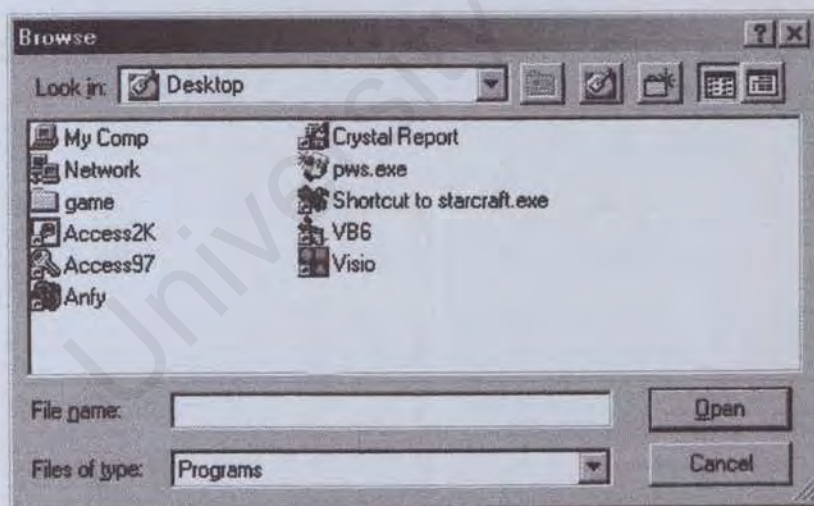 Browse
Look in: Desktop
My Comp
Network
game
Access2K
Access97
Anfy
Crystal Report
pws.exe
Shortcut to starcraft.exe
VB6
Visio
File name:
Open
Files of type: Programs
Cancel
University